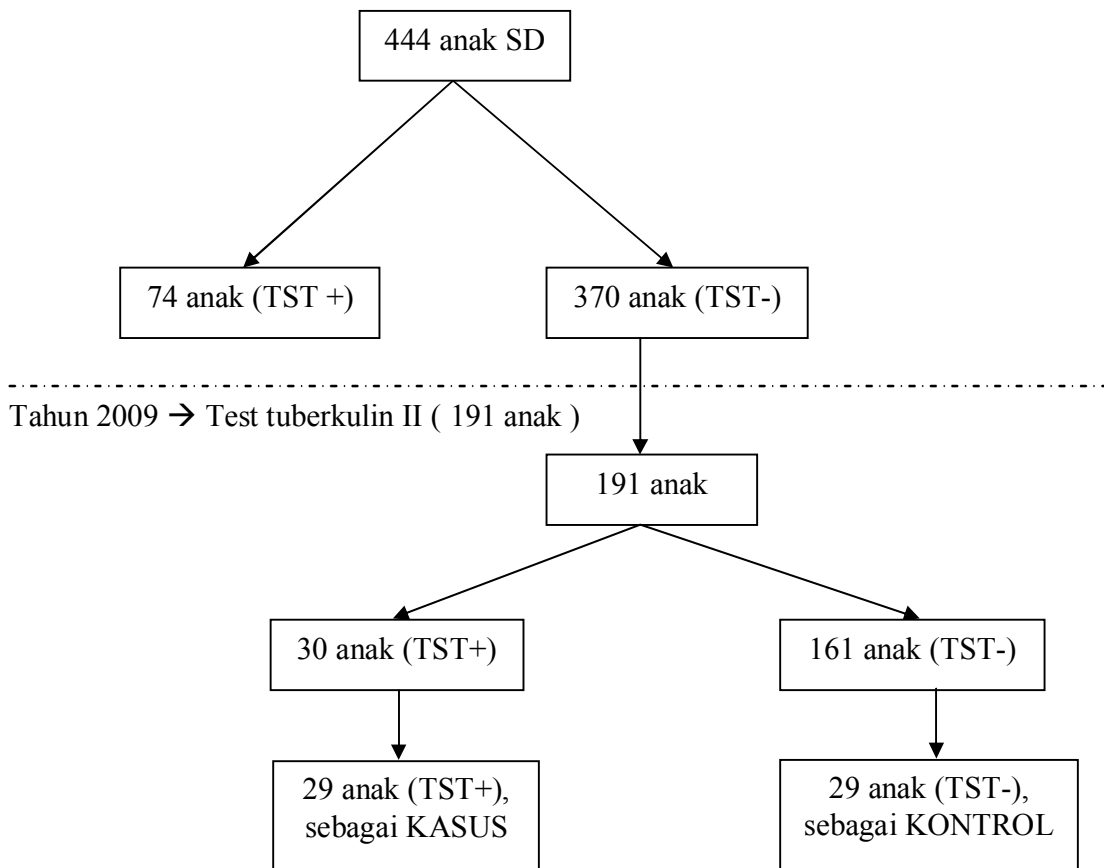 444 anak SD
74 anak (TST +)
370 anak (TST-)
Tahun 2009 → Test tuberkulin II ( 191 anak )
191 anak
30 anak (TST+)
161 anak (TST-)
29 anak (TST+),
sebagai KASUS
29 anak (TST-),
sebagai KONTROL